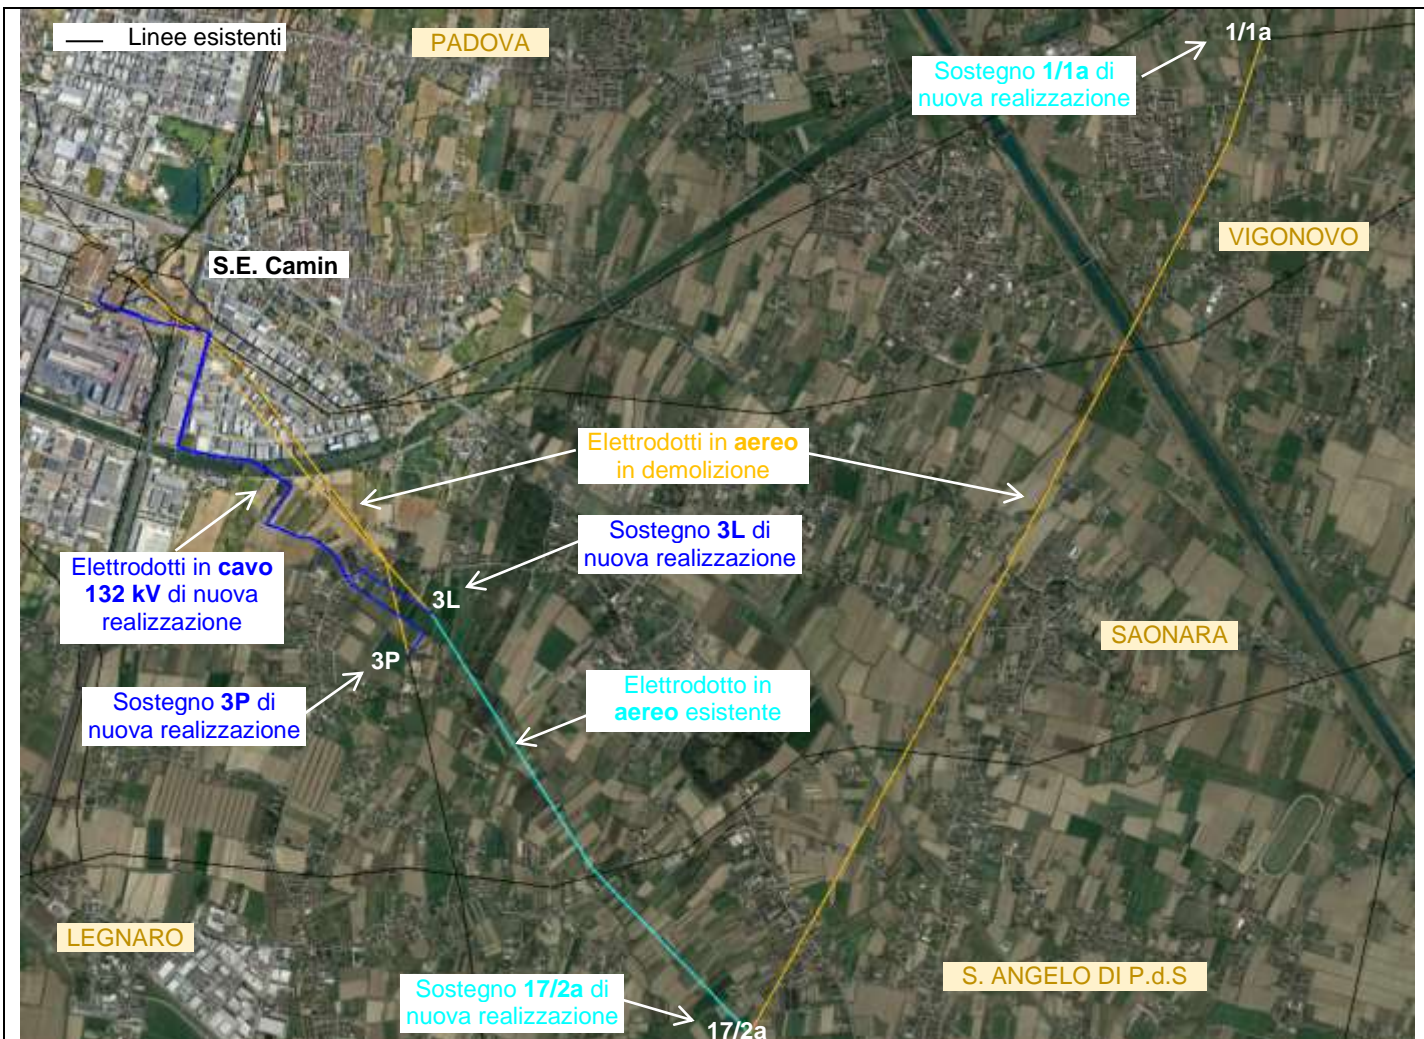 Linee esistenti
PADOVA
1/1a
Sostegno 1/1a di
nuova realizzazione
VIGONOVO
S.E. Camin
Elettrodotti in aereo
in demolizione
Sostegno 3L di
nuova realizzazione
Elettrodotti in cavo
132 kV di nuova
realizzazione
3L
SAONARA
3P
Sostegno 3P di
nuova realizzazione
Elettrodotto in
aereo esistente
LEGNARO
S. ANGELO DI P.d.S
Sostegno 17/2a di
nuova realizzazione
17/2a